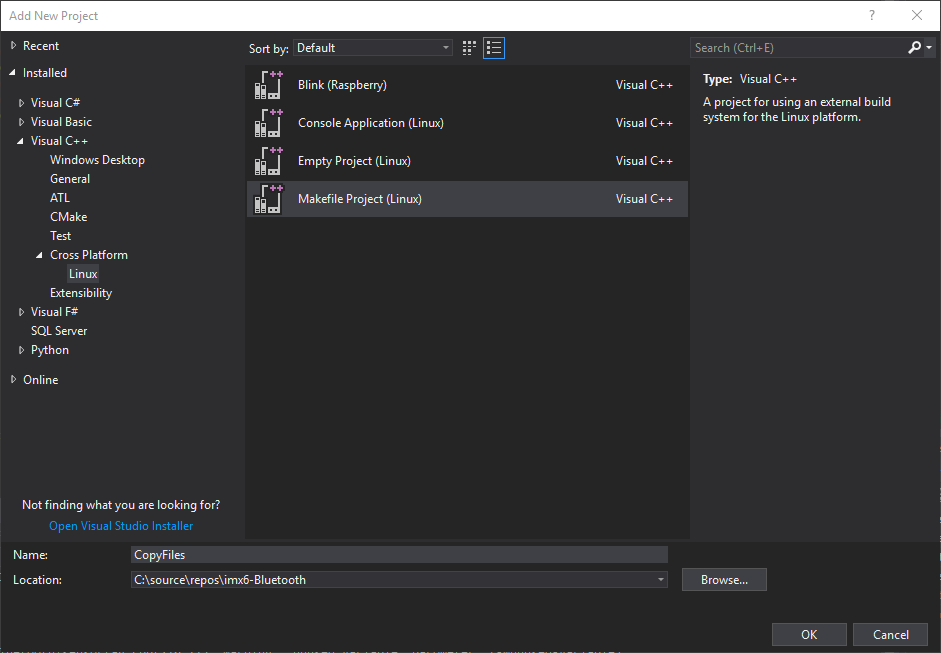 Add New Project
?
Recent
Installed
Visual C#
Visual Basic
Visual C++
Windows Desktop
General
ATL
CMake
Test
Cross Platform
Linux
Extensibility
Visual F#
SQL Server
Python
Online
Not finding what you are looking for?
Open Visual Studio Installer
Sort by: Default
Blink (Raspberry) Visual C++
Console Application (Linux) Visual C++
Empty Project (Linux) Visual C++
Makefile Project (Linux) Visual C++
Search (Ctrl+E)
Type: Visual C++
A project for using an external build
system for the Linux platform.
Name: CopyFiles
Location: C:\source\repos\imx6-Bluetooth
Browse...
OK Cancel